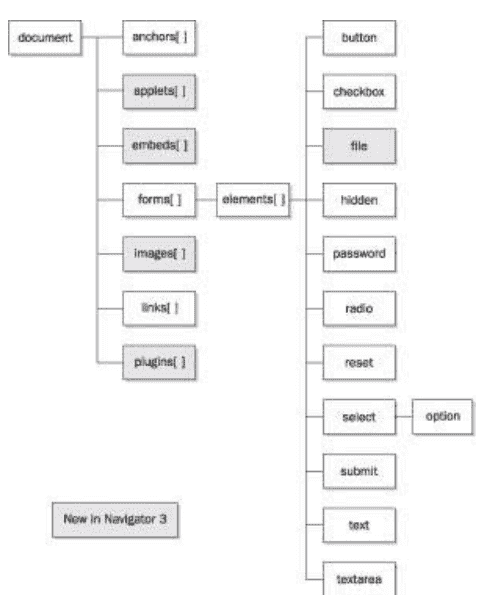 document
anchors[ ]
applets[ ]
embeds[ ]
forms[ ]
images[ ]
links[ ]
plugins[ ]
elements[ ]
button
checkbox
file
hidden
password
radio
reset
select
option
submit
text
textarea
New in Navigator 3